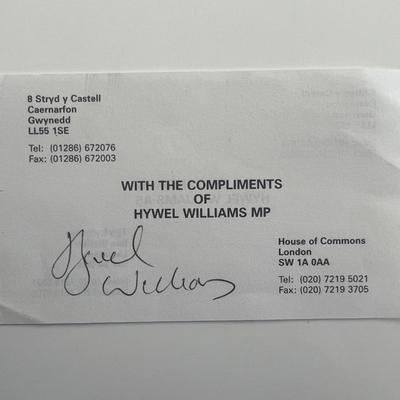 8 Stryd y Castell
Caernarfon
Gwynedd
LL55 1SE
Tel: (01286) 672076
Fax: (01286) 672003
WITH THE COMPLIMENTS
OF
HYWEL WILLIAMS MP
Hywel
Williams
House of Commons
London
SW 1A 0AA
Tel: (020) 7219 5021
Fax: (020) 7219 3705